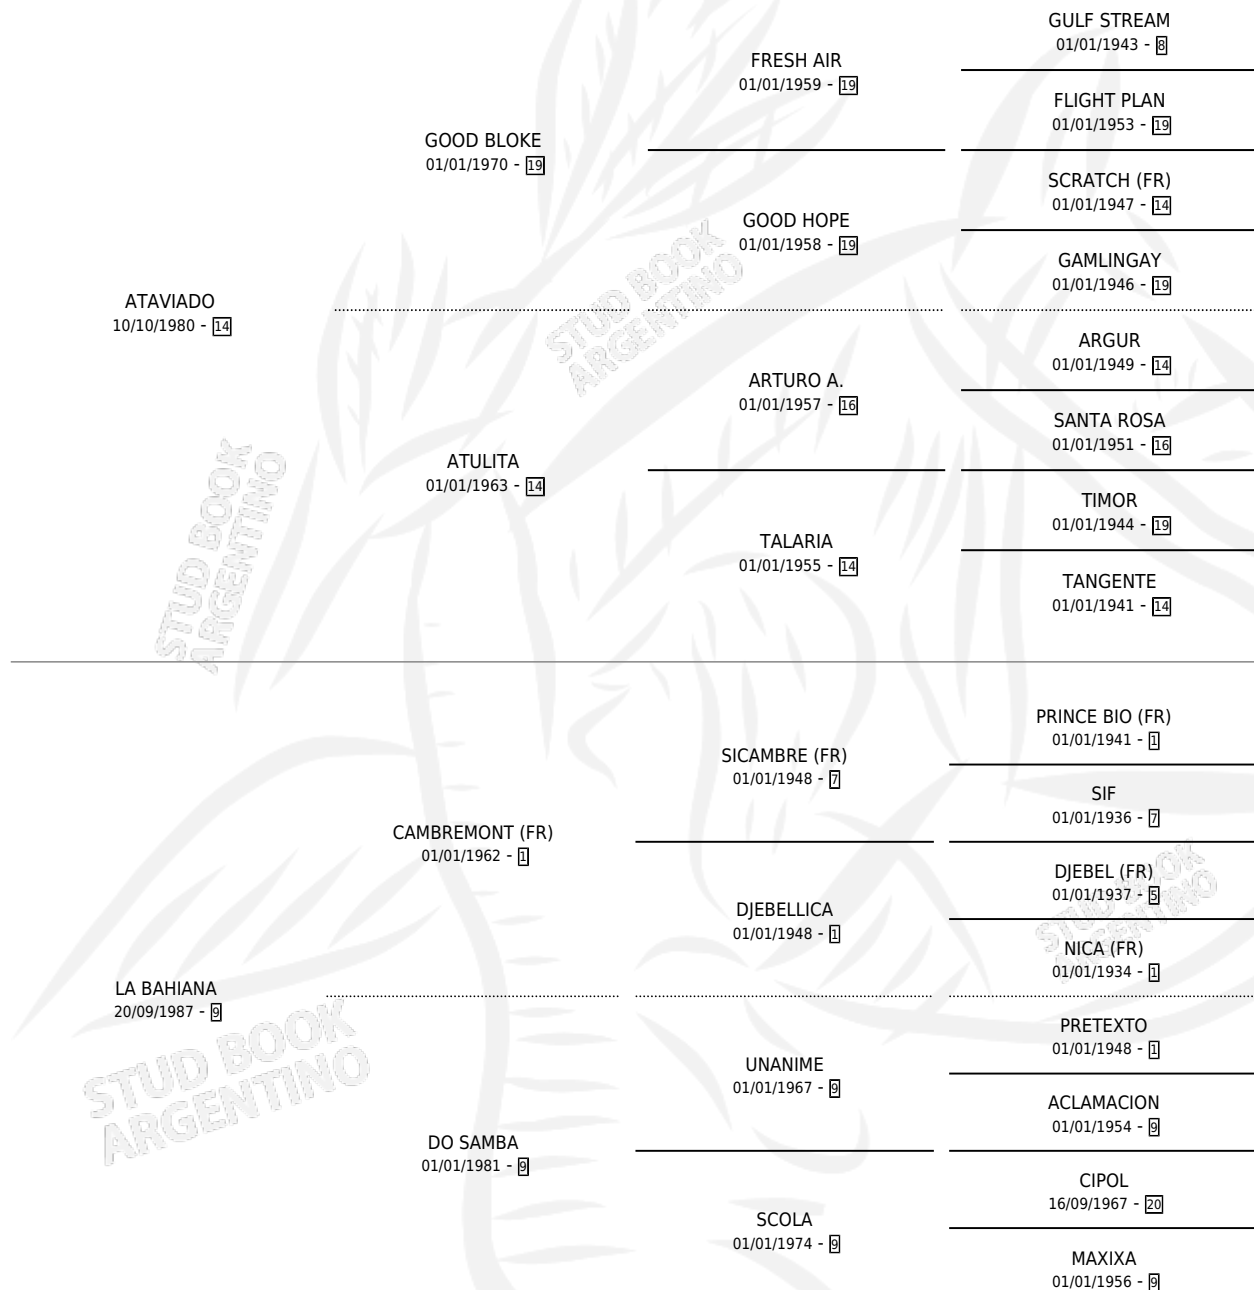 GULF STREAM
01/01/1943 - 8
FRESH AIR
01/01/1959 - 19
FLIGHT PLAN
01/01/1953 - 19
GOOD BLOKE
01/01/1970 - 19
SCRATCH (FR)
01/01/1947 - 14
GOOD HOPE
01/01/1958 - 19
GAMLINGAY
01/01/1946 - 19
ATAVIADO
10/10/1980 - 14
ARGUR
01/01/1949 - 14
ARTURO A.
01/01/1957 - 16
SANTA ROSA
01/01/1951 - 16
ATULITA
01/01/1963 - 14
TIMOR
01/01/1944 - 19
TALARIA
01/01/1955 - 14
TANGENTE
01/01/1941 - 14
PRINCE BIO (FR)
01/01/1941 - 1
SICAMBRE (FR)
01/01/1948 - 7
SIF
01/01/1936 - 7
CAMBREMONT (FR)
01/01/1962 - 1
DJEBEL (FR)
01/01/1937 - 5
DJEBELLICA
01/01/1948 - 1
NICA (FR)
01/01/1934 - 1
LA BAHIANA
20/09/1987 - 9
PRETEXTO
01/01/1948 - 1
UNANIME
01/01/1967 - 9
ACLAMACION
01/01/1954 - 9
DO SAMBA
01/01/1981 - 9
CIPOL
16/09/1967 - 20
SCOLA
01/01/1974 - 9
MAXIXA
01/01/1956 - 9
STUD BOOK
ARGENTINO
STUD BOOK
ARGENTINO
STUD BOOK
ARGENTINO
STUD BOOK
ARGENTINO